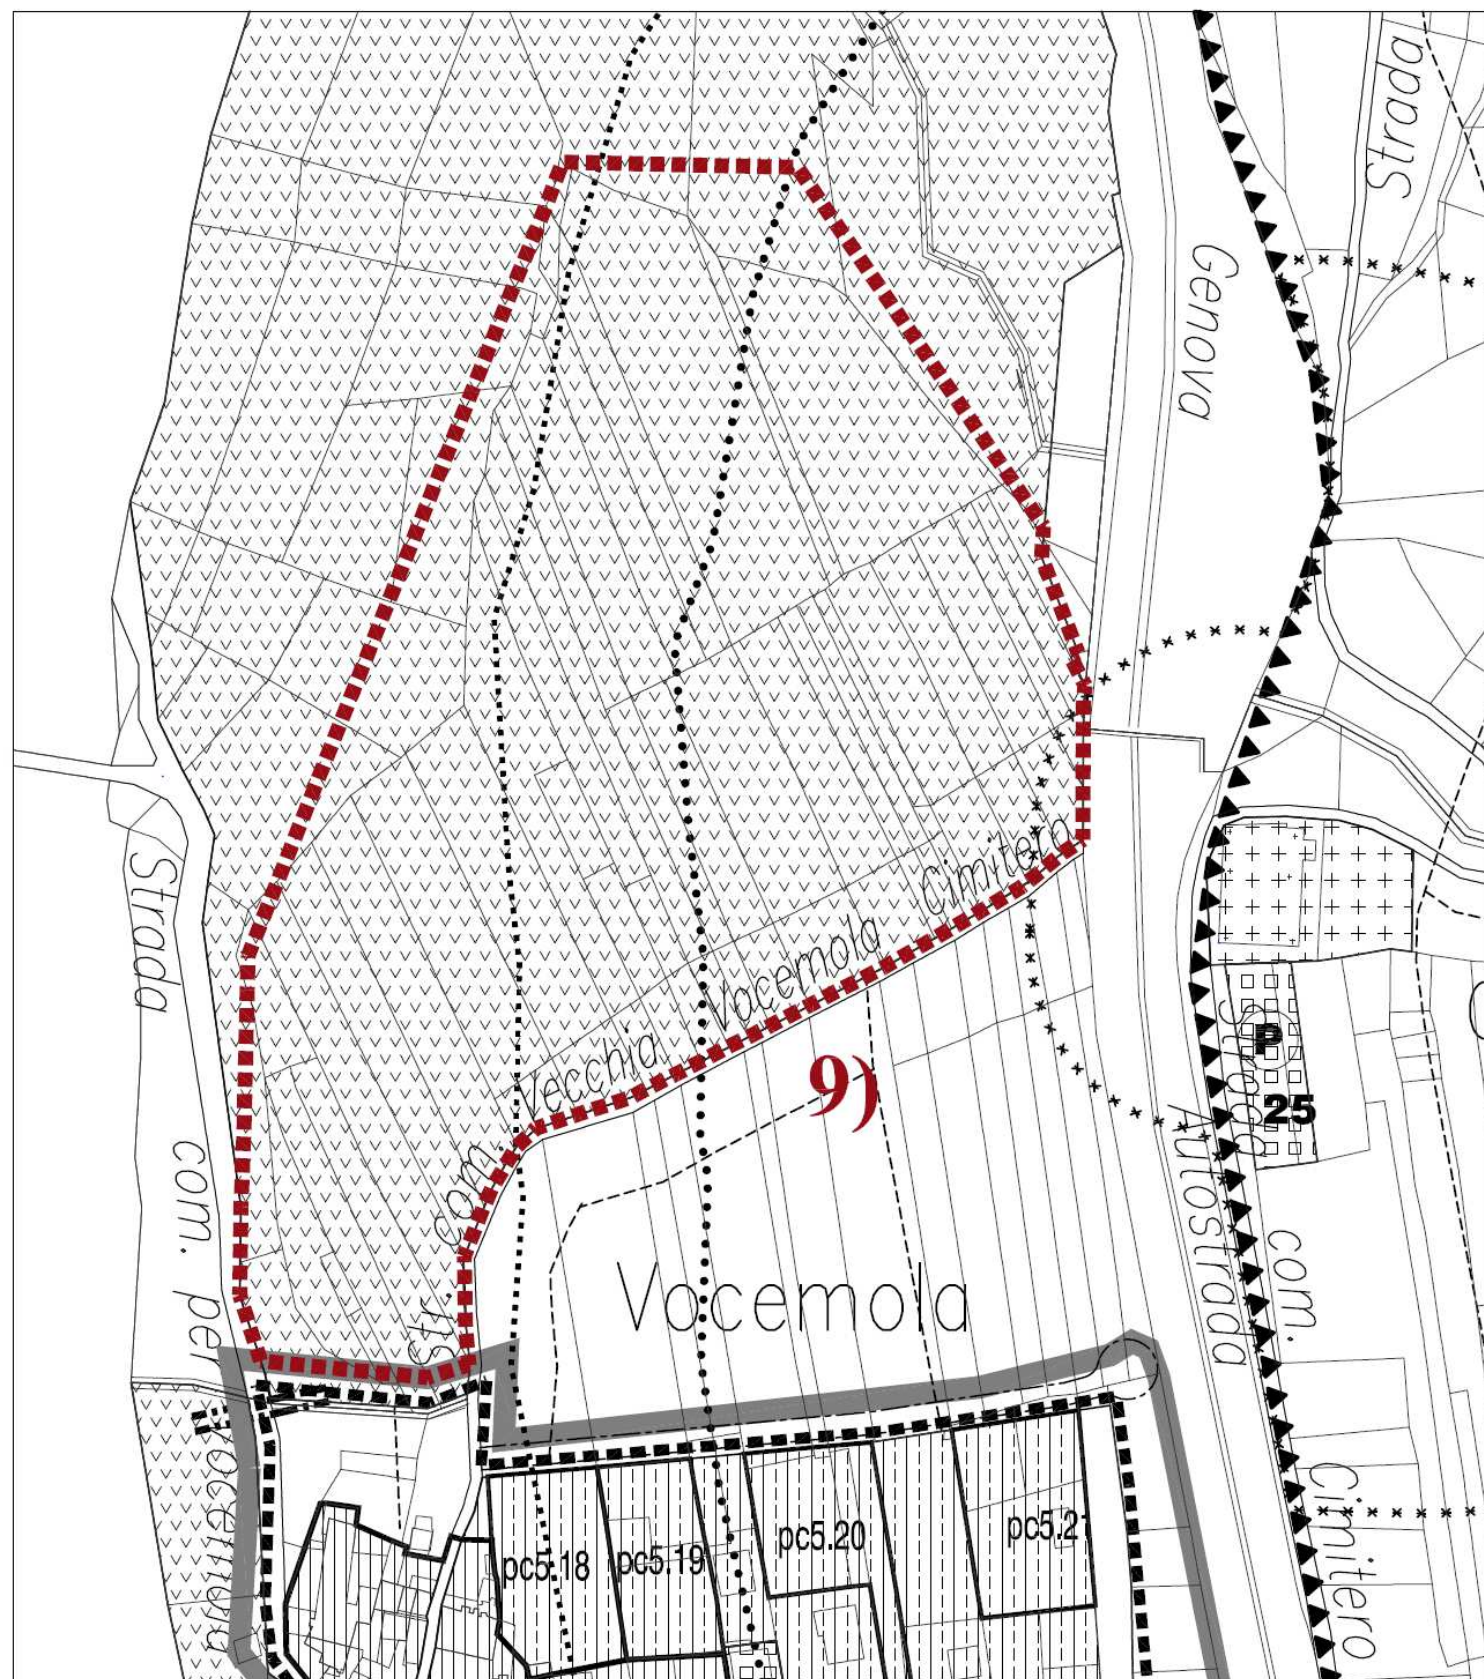 Strada
Genova
Strada
Cimitero
Vocemola
Vecchia
com.
Str.
9)
P
25
Strada
com. per
Vocemola
Vocemola
Autostrada
com.
Cimitero
pc5.18
pc5.19
pc5.20
pc5.21